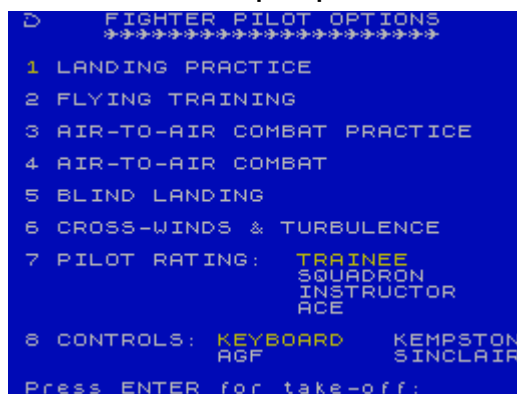 FIGHTER PILOT OPTIONS
1 LANDING PRACTICE
2 FLYING TRAINING
3 AIR-TO-AIR COMBAT PRACTICE
4 AIR-TO-AIR COMBAT
5 BLIND LANDING
6 CROSS-WINDS & TURBULENCE
7 PILOT RATING: TRAINEE
SQUADRON
INSTRUCTOR
ACE
8 CONTROLS: KEYBOARD KEMPSTON
AGF SINCLAIR
Press ENTER for take-off: